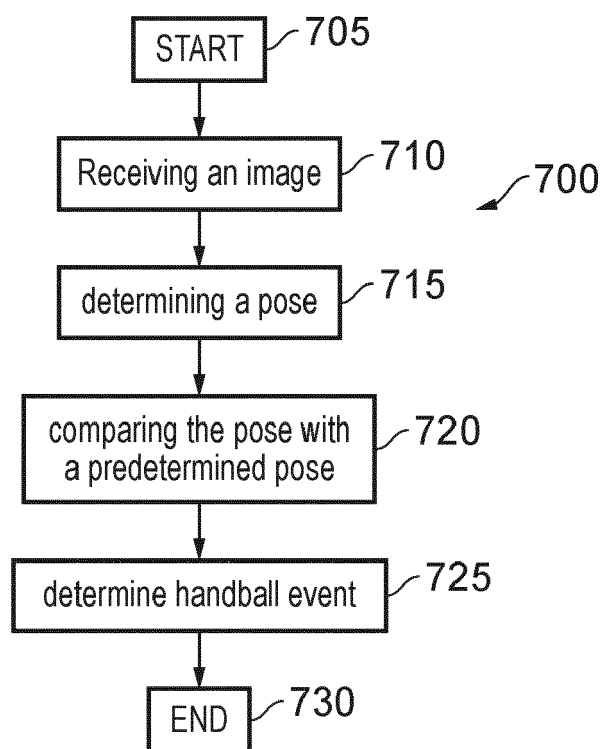 START
705
Receiving an image
710
700
determining a pose
715
comparing the pose with
a predetermined pose
720
determine handball event
725
END
730